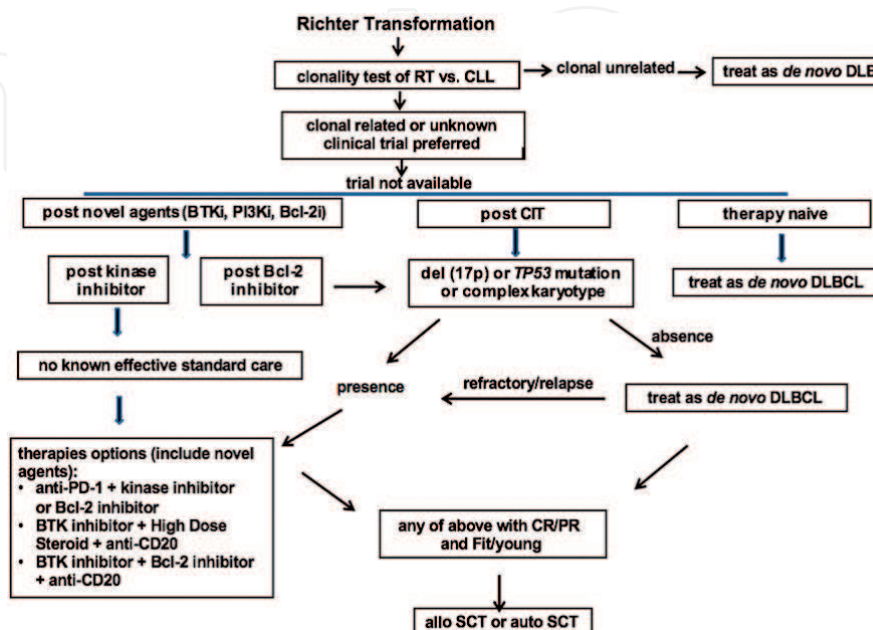 Richter Transformation
clonality test of RT vs. CLL
clonal unrelated
treat as de novo DLB
clonal related or unknown
clinical trial preferred
trial not available
post novel agents (BTKi, PI3Ki, Bcl-2i)
post CIT
therapy naive
post kinase
inhibitor
post Bcl-2
inhibitor
del (17p) or TP53 mutation
or complex karyotype
treat as de novo DLBCL
absence
no known effective standard care
presence
refractory/relapse
treat as de novo DLBCL
therapies options (include novel
agents):
• anti-PD-1 + kinase inhibitor
or Bcl-2 inhibitor
• BTK inhibitor + High Dose
Steroid + anti-CD20
• BTK inhibitor + Bcl-2 inhibitor
+ anti-CD20
any of above with CR/PR
and Fit/young
allo SCT or auto SCT